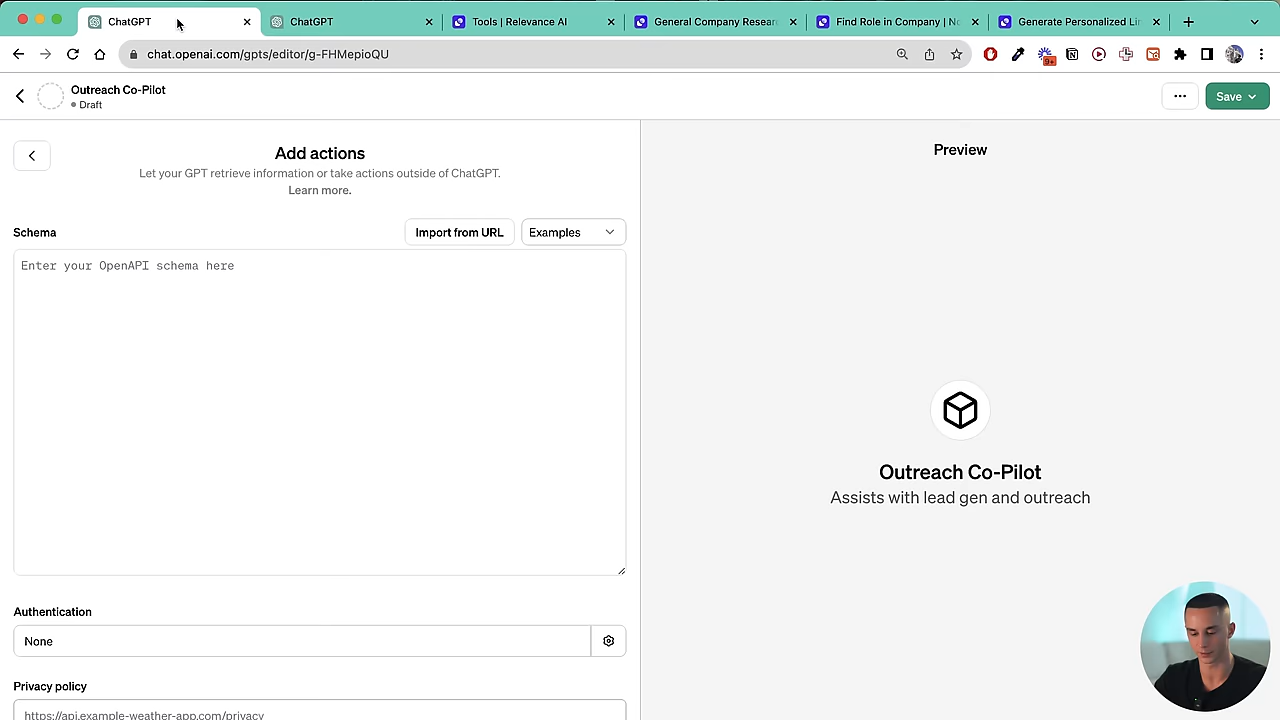 ChatGPT
ChatGPT
Tools | Relevance AI
General Company Resear
Find Role in Company | No
Generate Personalized Lir
chat.openai.com/gpts/editor/g-FHMepioQU
9+
Outreach Co-Pilot
Draft
Save
Add actions
Let your GPT retrieve information or take actions outside of ChatGPT.
Learn more.
Preview
Schema
Import from URL
Examples
Enter your OpenAPI schema here
Outreach Co-Pilot
Assists with lead gen and outreach
Authentication
None
Privacy policy
https://api.example-weather-app.com/privacy